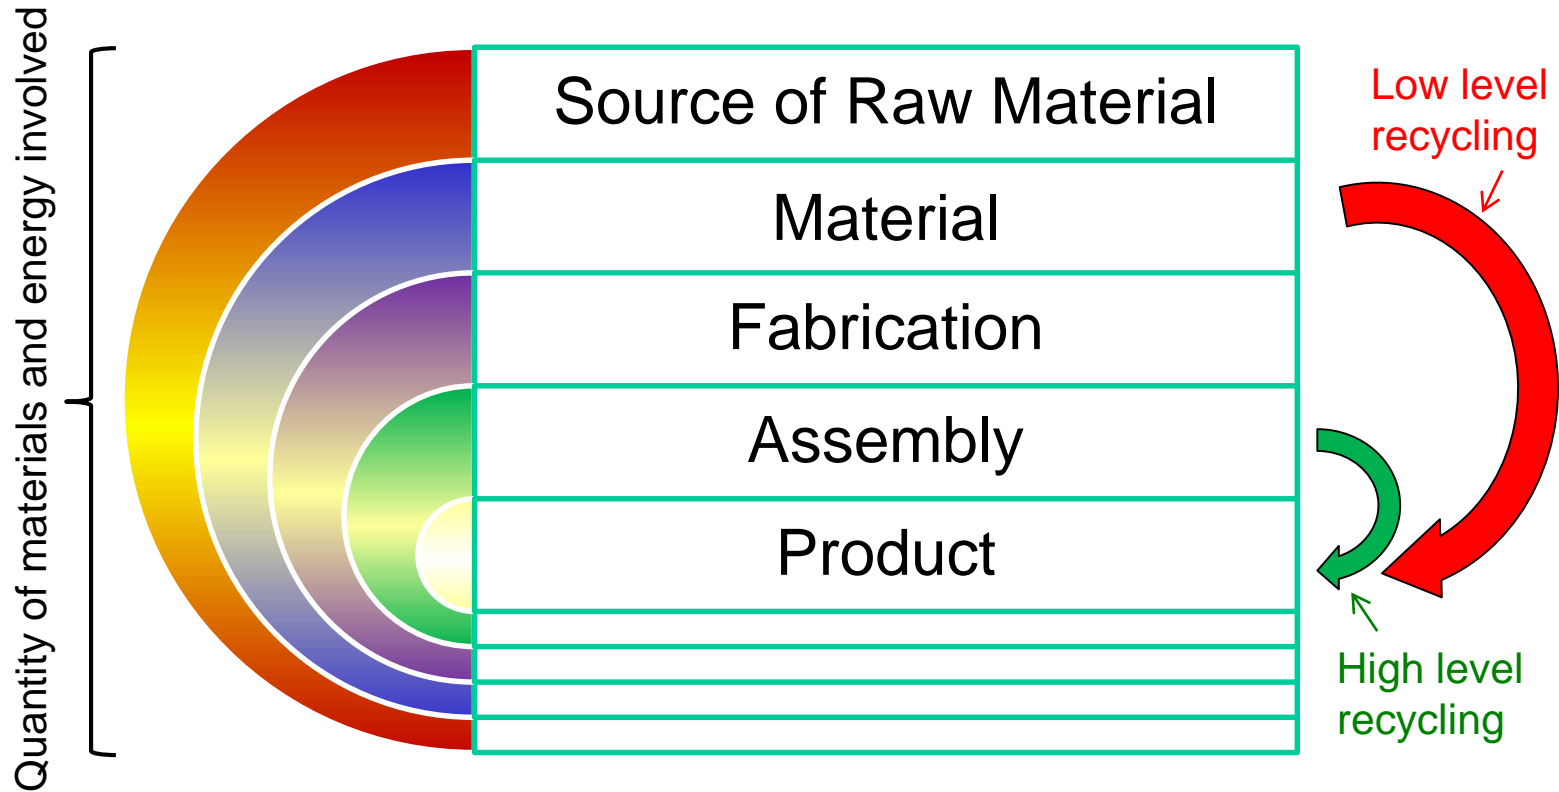 Quantity of materials and energy involved
Source of Raw Material
Material
Fabrication
Assembly
Product
Low level
recycling
High level
recycling